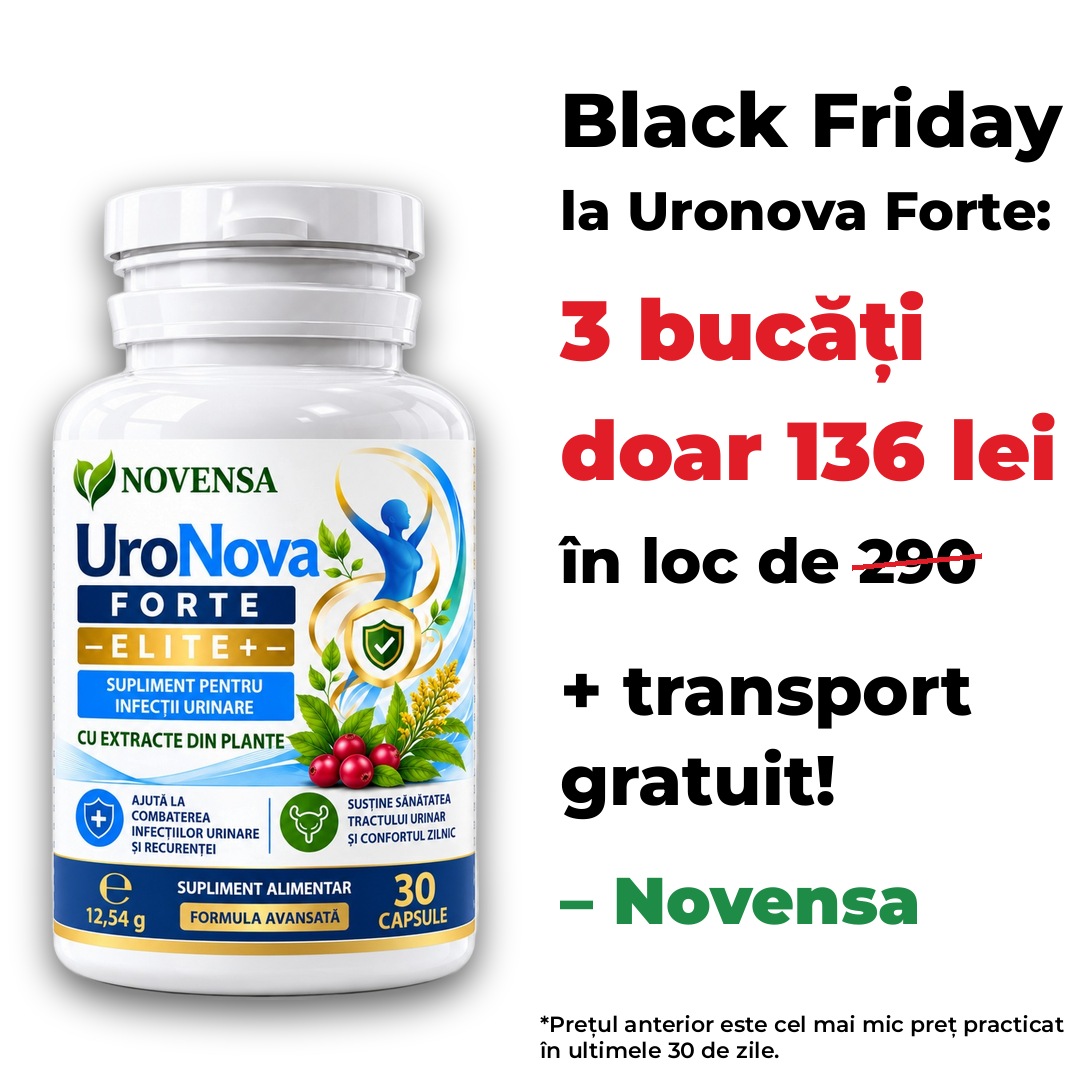 NOVENSA
UroNova
FORTE
–ELITE+–
SUPLIMENT PENTRU
INFECȚII URINARE
CU EXTRACTE DIN PLANTE
AJUTĂ LA
COMBATEREA
INFECȚIILOR URINARE
ȘI RECURENȚEI
SUSȚINE SĂNĂTATEA
TRACTULUI URINAR
ȘI CONFORTUL ZILNIC
℮
12,54 g
SUPLIMENT ALIMENTAR
FORMULA AVANSATĂ
30
CAPSULE
Black Friday
la Uronova Forte:
3 bucăți
doar 136 lei
în loc de 290
+ transport
gratuit!
– Novensa
*Prețul anterior este cel mai mic preț practicat
în ultimele 30 de zile.